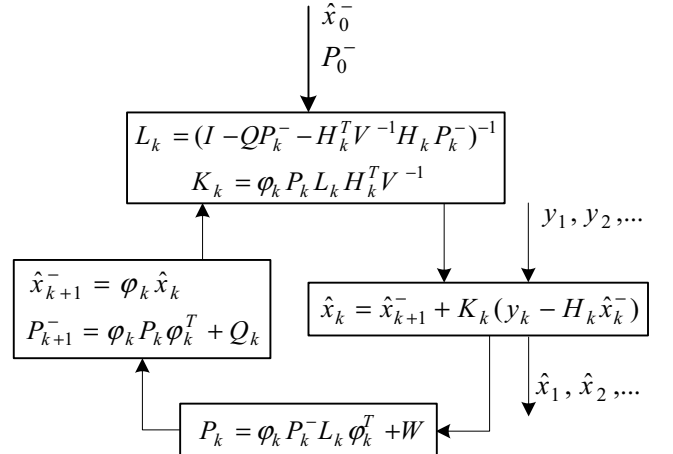 x̂₀⁻
P₀⁻
L_k = (I − QP_k⁻ − H_k^T V⁻¹ H_k P_k⁻)⁻¹
K_k = φ_k P_k L_k H_k^T V⁻¹
y₁, y₂,...
x̂_{k+1}⁻ = φ_k x̂_k
P_{k+1}⁻ = φ_k P_k φ_k^T + Q_k
x̂_k = x̂_{k+1}⁻ + K_k(y_k − H_k x̂_k⁻)
x̂₁, x̂₂,...
P_k = φ_k P_k⁻ L_k φ_k^T + W